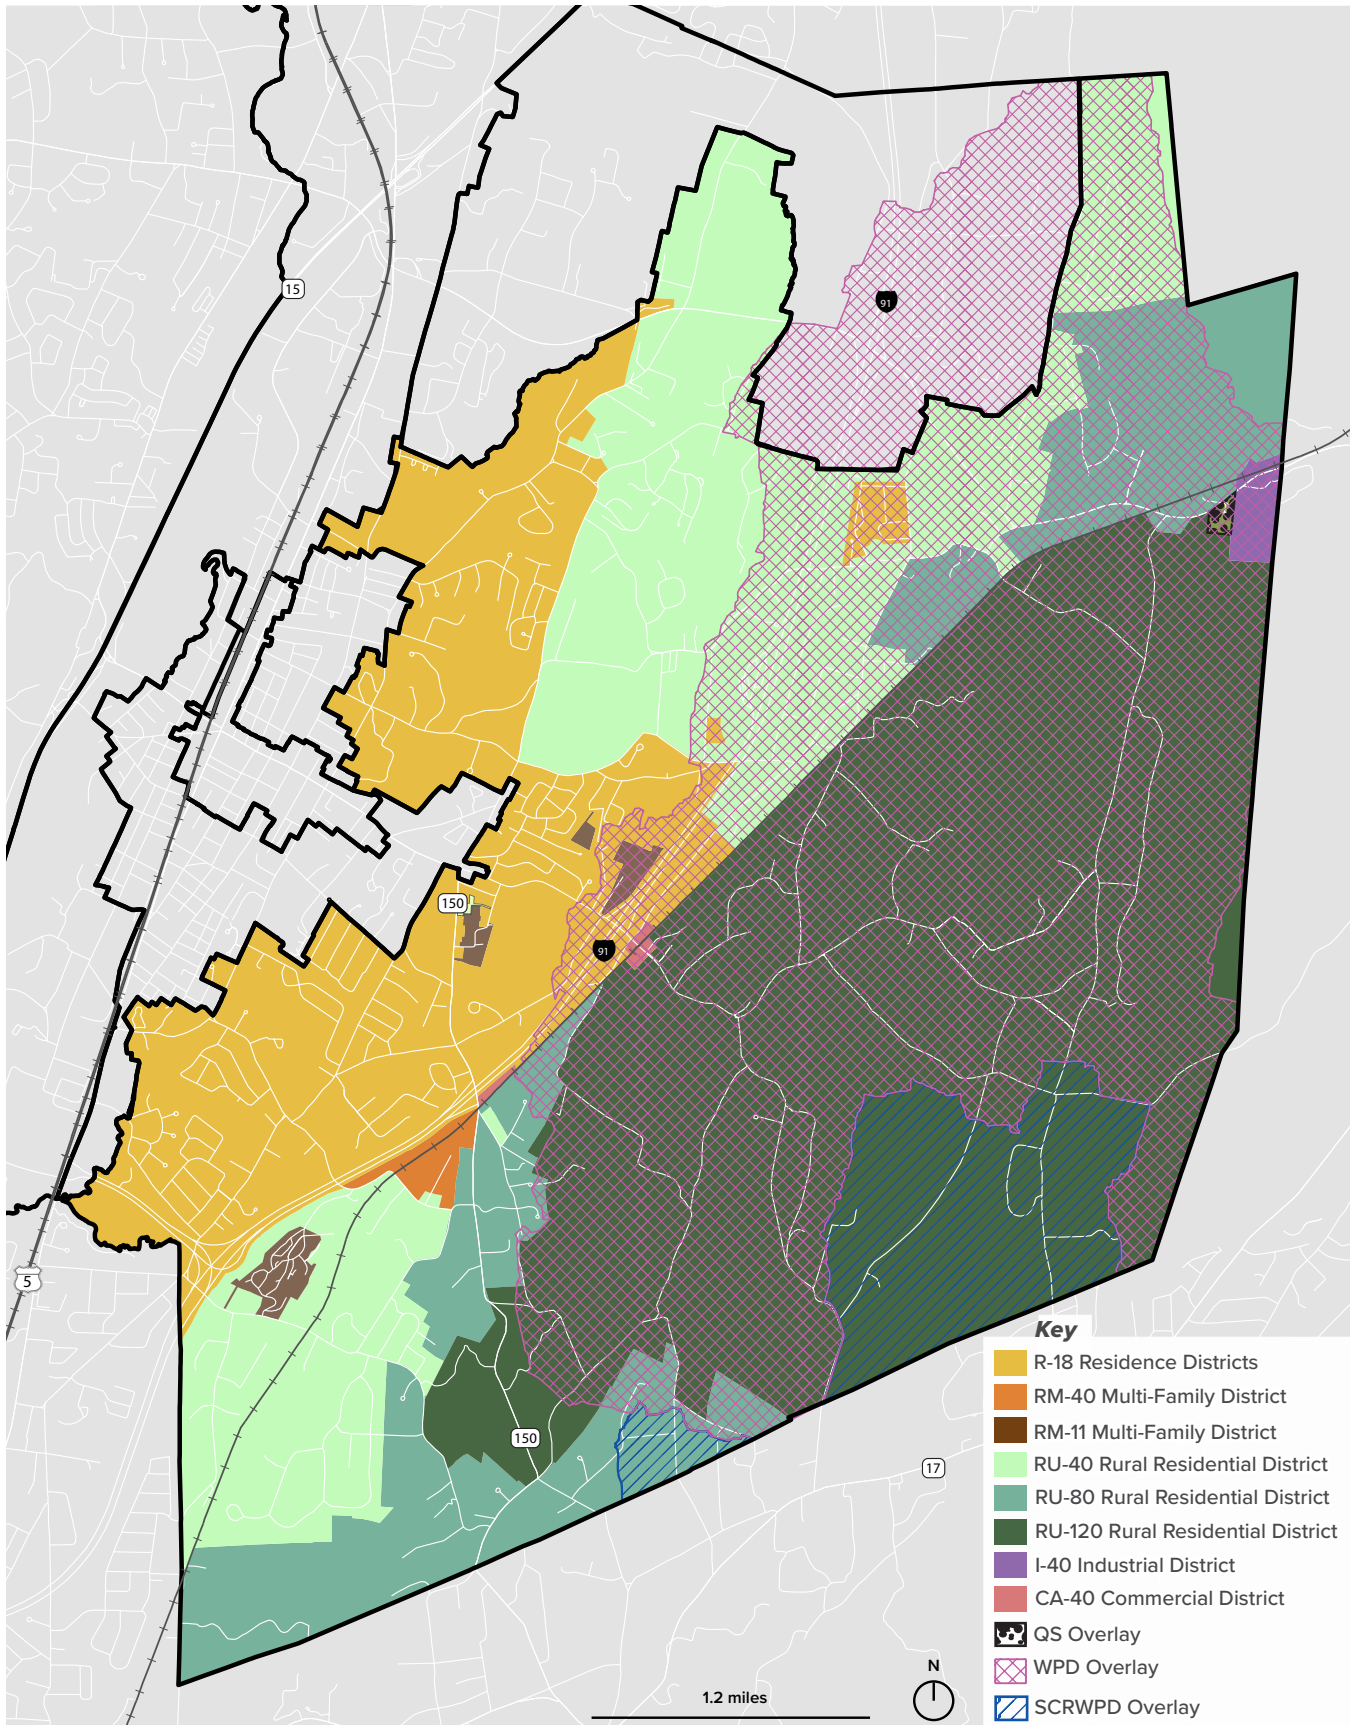 15
91
150
91
5
150
17
Key
R-18 Residence Districts
RM-40 Multi-Family District
RM-11 Multi-Family District
RU-40 Rural Residential District
RU-80 Rural Residential District
RU-120 Rural Residential District
I-40 Industrial District
CA-40 Commercial District
QS Overlay
WPD Overlay
SCRWPD Overlay
N
1.2 miles